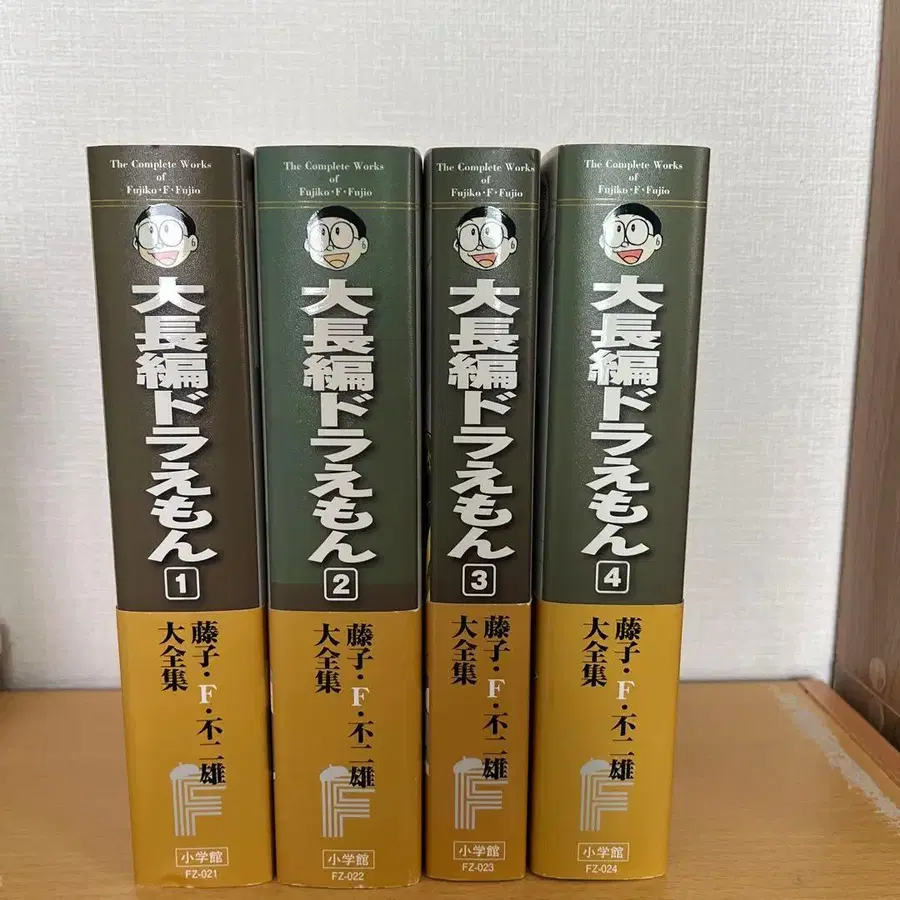 The Complete Works
of
Fujiko・F・Fujio
大長編ドラえもん
1
藤子・F・不二雄
大全集
小学館
FZ-021
The Complete Works
of
Fujiko・F・Fujio
大長編ドラえもん
2
藤子・F・不二雄
大全集
小学館
FZ-022
The Complete Works
of
Fujiko・F・Fujio
大長編ドラえもん
3
藤子・F・不二雄
大全集
小学館
FZ-023
The Complete Works
of
Fujiko・F・Fujio
大長編ドラえもん
4
藤子・F・不二雄
大全集
小学館
FZ-024